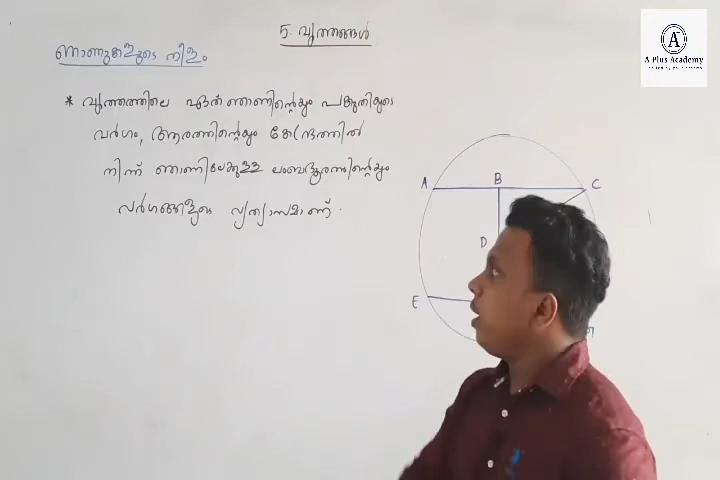 5. വൃത്തങ്ങൾ
ഞാണുകളുടെ നീളം
* വൃത്തത്തിലെ ഏത് ഞാണിന്റെയും പകുതിയുടെ
വർഗം, ആരത്തിന്റെയും കേന്ദ്രത്തിൽ
നിന്ന് ഞാണിലേക്കുള്ള ലംബദൂരത്തിന്റെയും
വർഗങ്ങളുടെ വ്യത്യാസമാണ്.
A B C
D
E
A
A Plus Academy